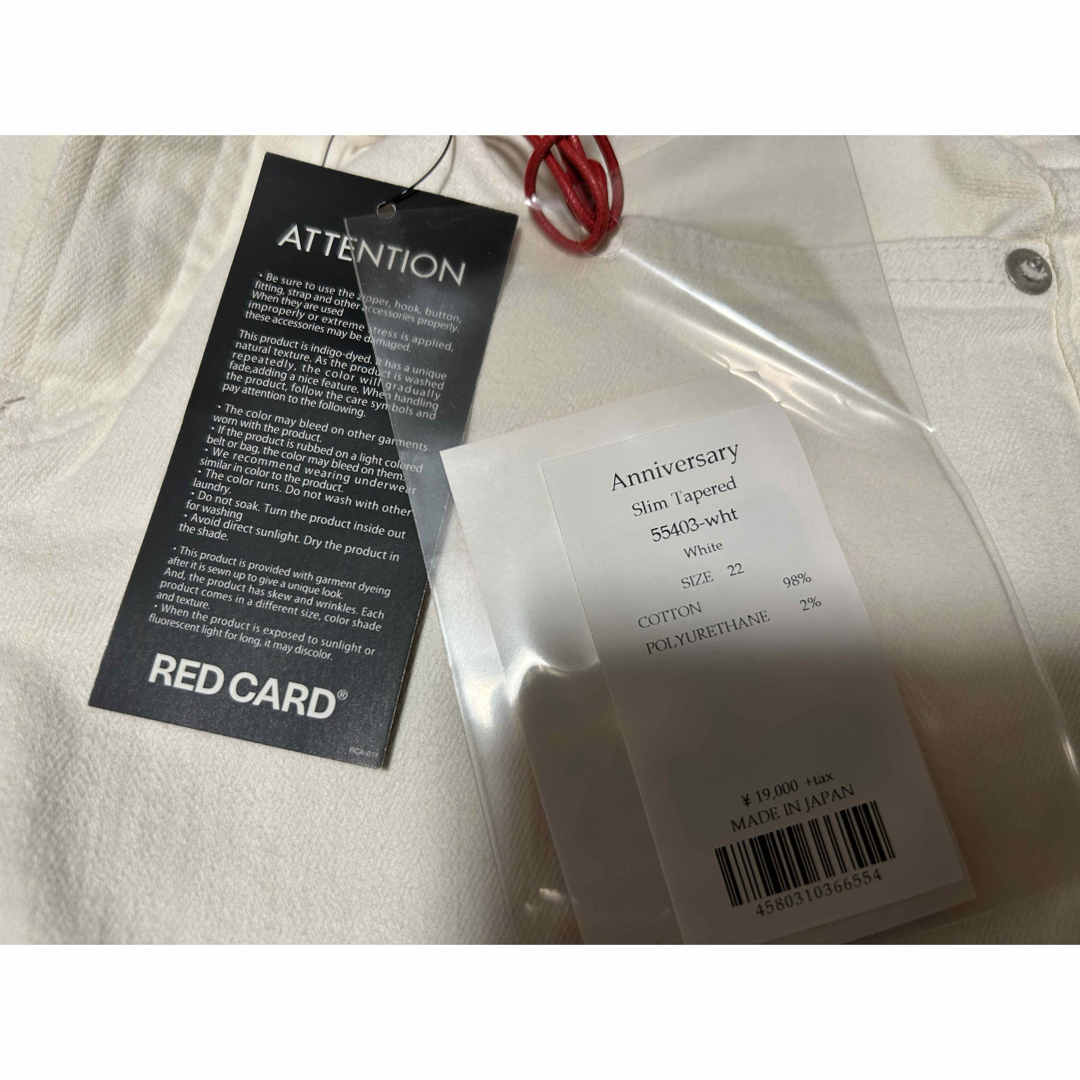 ATTENTION
• Be sure to use the zipper, hook, button,
fitting, strap and other accessories properly.
When they are used
improperly or extreme stress is applied,
these accessories may be damaged.
This product is indigo-dyed. It has a unique
natural texture. As the product is washed
repeatedly, the color will gradually
fade,adding a nice feature. When handling
the product, follow the care symbols and
pay attention to the following.
• The color may bleed on other garments
worn with the product.
• If the product is rubbed on a light colored
belt or bag, the color may bleed on them.
• We recommend wearing underwear
similar in color to the product.
• The color runs. Do not wash with other
laundry.
• Do not soak. Turn the product inside out
for washing
• Avoid direct sunlight. Dry the product in
the shade.
• This product is provided with garment dyeing
after it is sewn up to give a unique look.
And, the product has skew and wrinkles. Each
product comes in a different size, color shade
and texture.
• When the product is exposed to sunlight or
fluorescent light for long, it may discolor.
RED CARD®
Anniversary
Slim Tapered
55403-wht
White
SIZE 22
COTTON 98%
POLYURETHANE 2%
¥ 19,000 +tax
MADE IN JAPAN
4580310366554